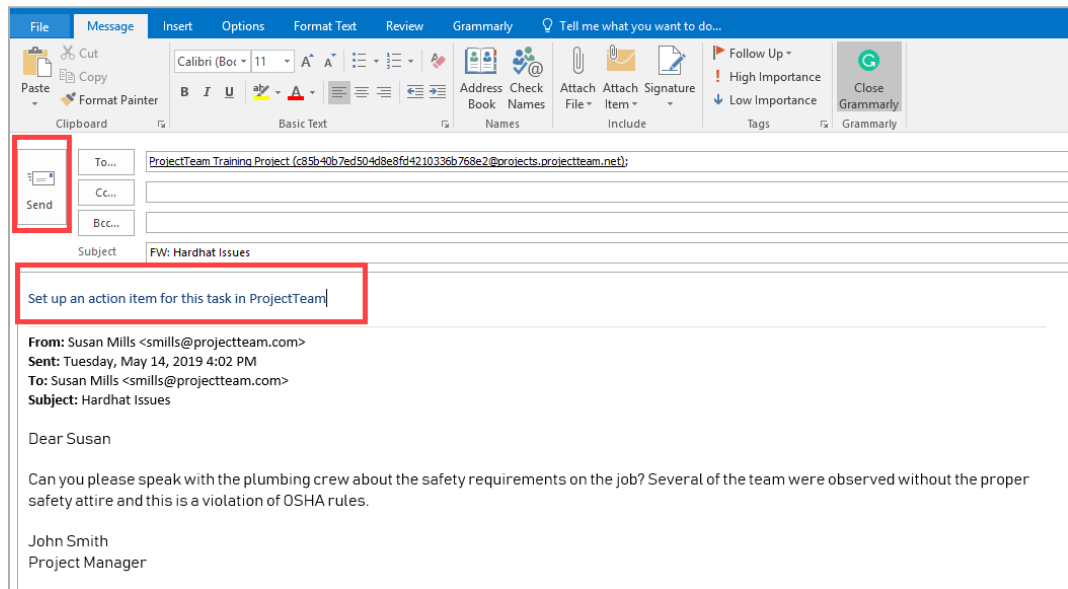 File Message Insert Options Format Text Review Grammarly Tell me what you want to do...
Cut
Copy
Format Painter
Paste
Clipboard
Calibri (Boc 11
B I U
Basic Text
Address Book
Check Names
Names
Attach File
Attach Item
Signature
Include
Follow Up
High Importance
Low Importance
Tags
Close Grammarly
Grammarly
Send
To... ProjectTeam Training Project (c85b40b7ed504d8e8fd4210336b768e2@projects.projectteam.net);
Cc...
Bcc...
Subject FW: Hardhat Issues
Set up an action item for this task in ProjectTeam
From: Susan Mills <smills@projectteam.com>
Sent: Tuesday, May 14, 2019 4:02 PM
To: Susan Mills <smills@projectteam.com>
Subject: Hardhat Issues
Dear Susan
Can you please speak with the plumbing crew about the safety requirements on the job? Several of the team were observed without the proper
safety attire and this is a violation of OSHA rules.
John Smith
Project Manager